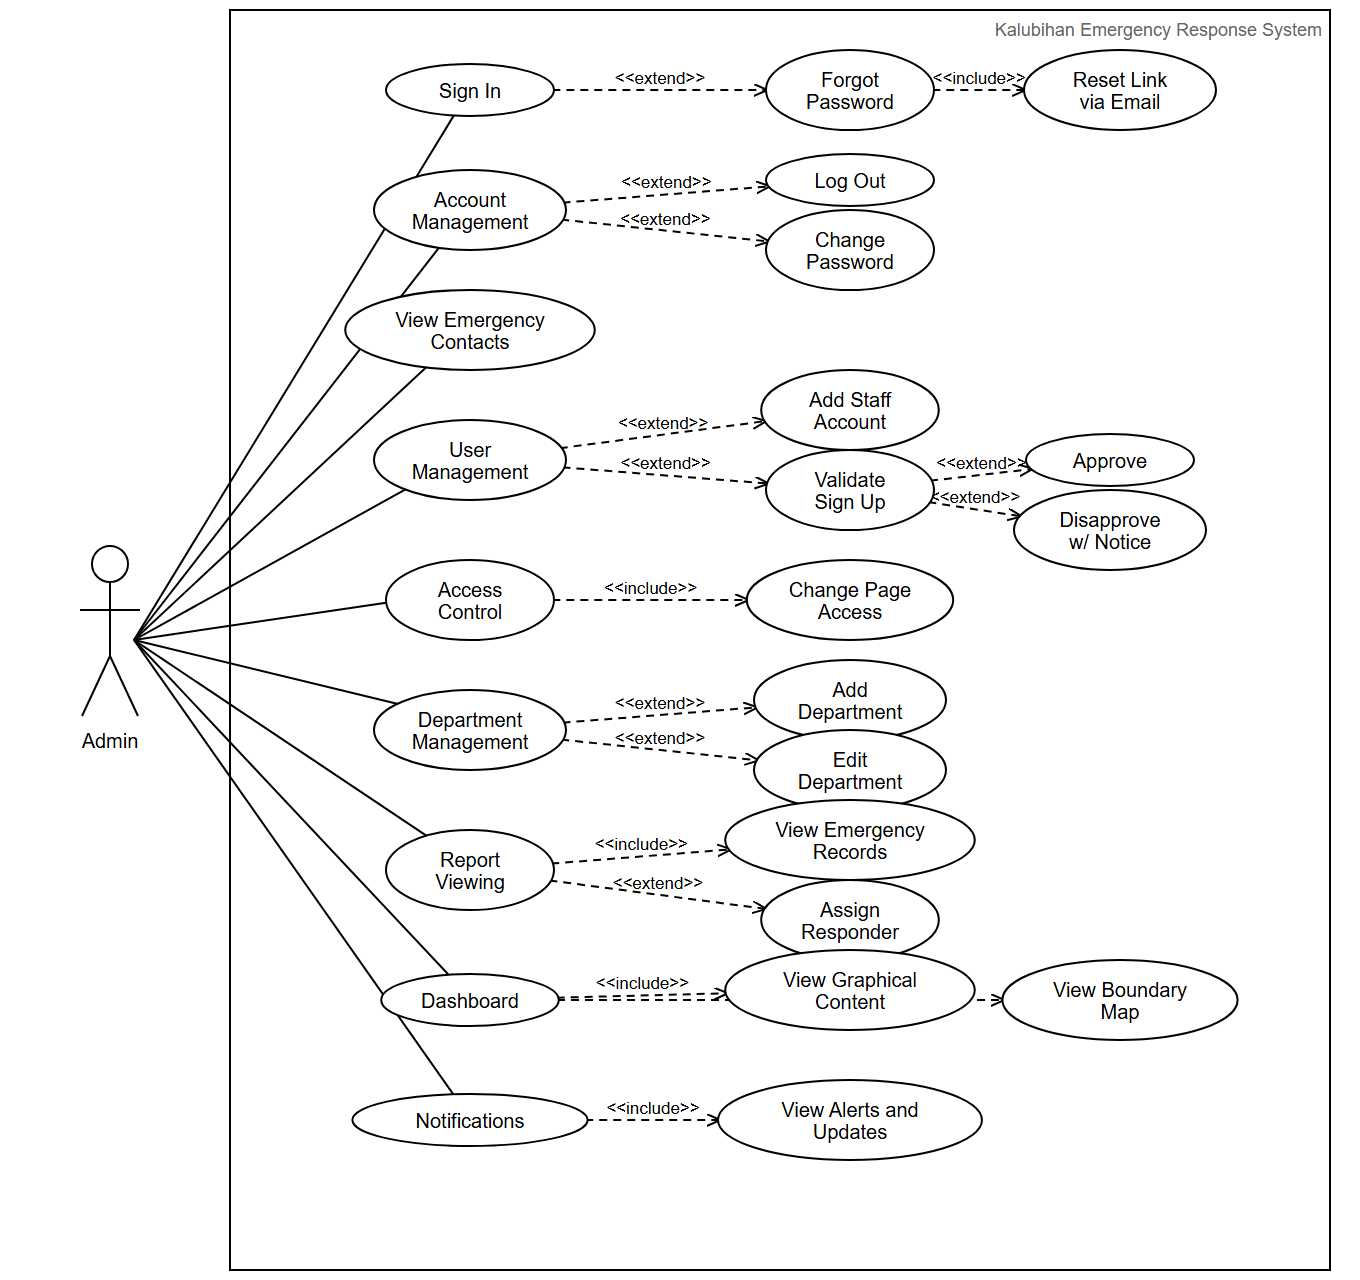 Kalubihan Emergency Response System
Sign In
<<extend>>
Forgot
Password
<<include>>
Reset Link
via Email
Account
Management
<<extend>>
Log Out
<<extend>>
Change
Password
View Emergency
Contacts
User
Management
<<extend>>
Add Staff
Account
<<extend>>
Validate
Sign Up
<<extend>>
Approve
<<extend>>
Disapprove
w/ Notice
Access
Control
<<include>>
Change Page
Access
Admin
Department
Management
<<extend>>
Add
Department
<<extend>>
Edit
Department
Report
Viewing
<<include>>
View Emergency
Records
<<extend>>
Assign
Responder
Dashboard
<<include>>
View Graphical
Content
View Boundary
Map
Notifications
<<include>>
View Alerts and
Updates